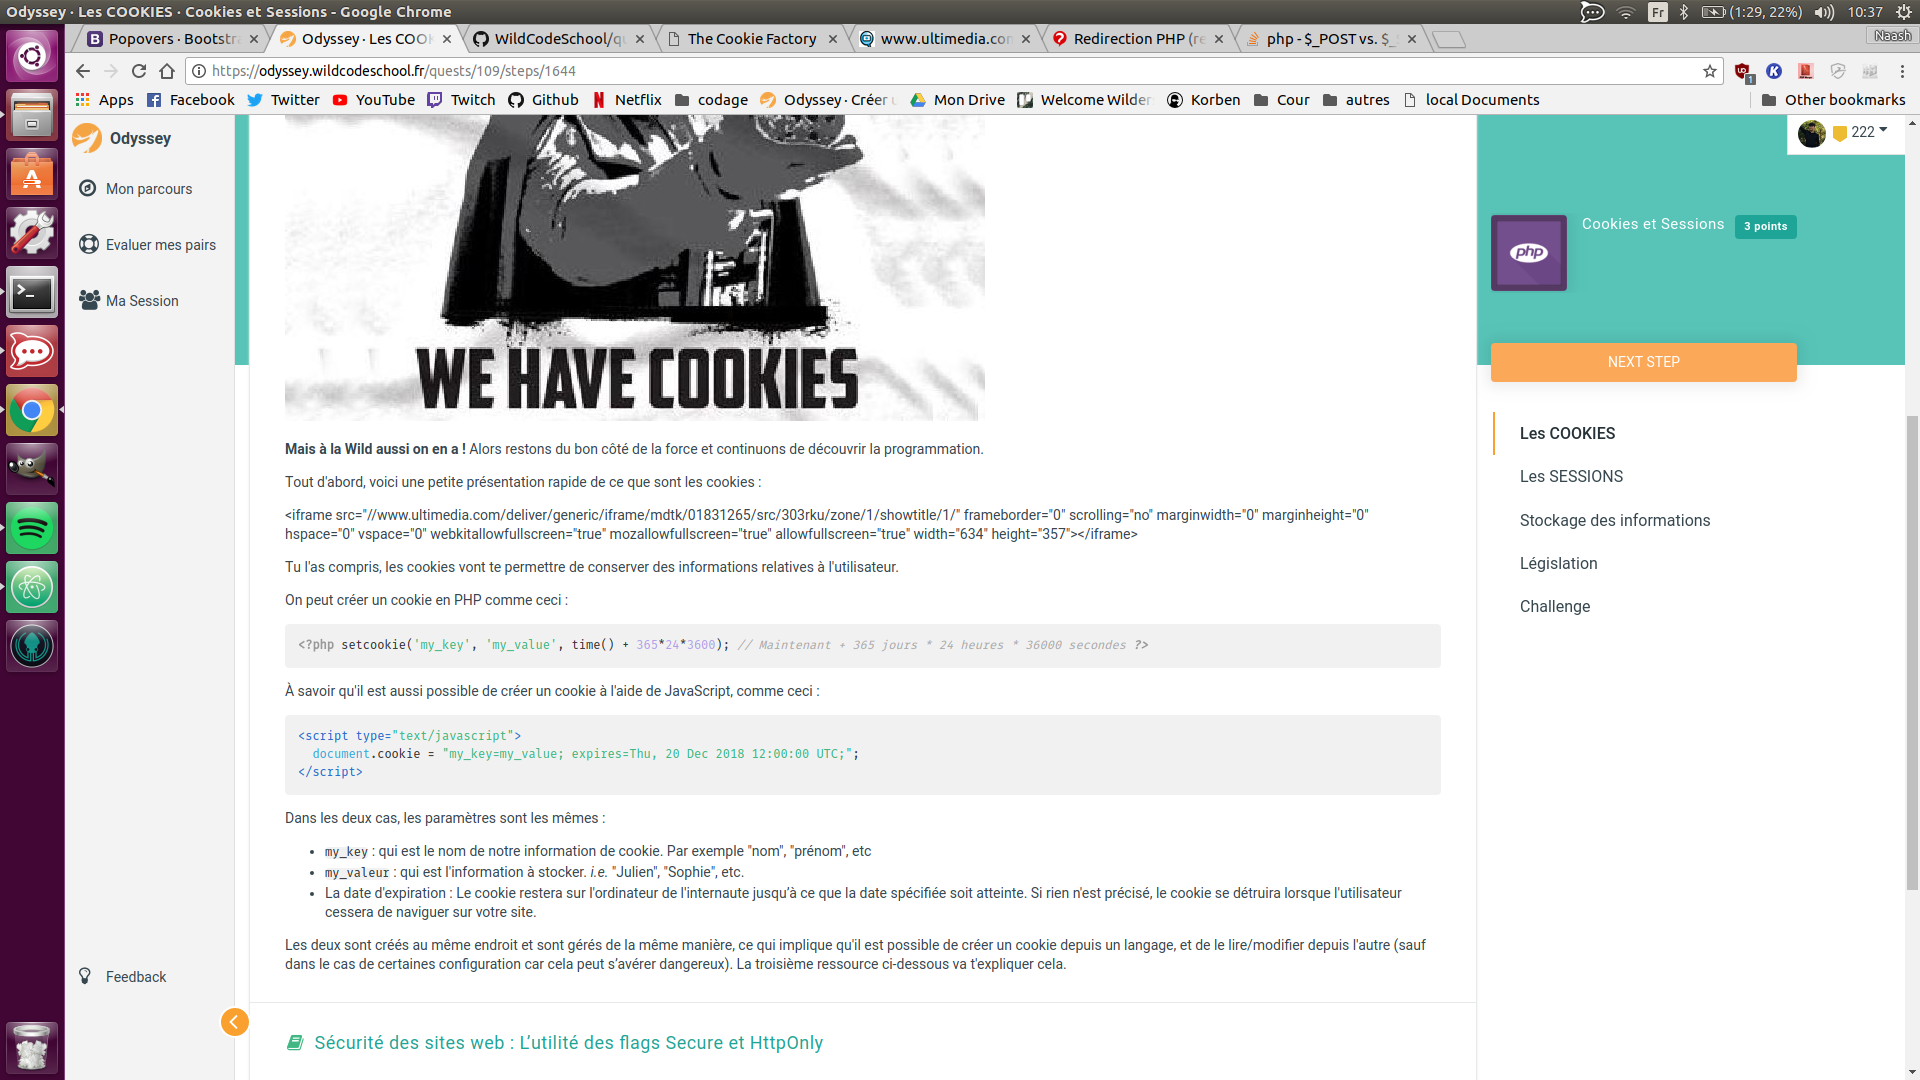 Odyssey · Les COOKIES · Cookies et Sessions - Google Chrome
Fr
(1:29, 22%)
10:37
Popovers · Bootstr
Odyssey · Les COO
WildCodeSchool/q
The Cookie Factory
www.ultimedia.co
Redirection PHP (r
php - $_POST vs. $_
Naash
https://odyssey.wildcodeschool.fr/quests/109/steps/1644
1
Apps
Facebook
Twitter
YouTube
Twitch
Github
Netflix
codage
Odyssey · Créer
Mon Drive
Welcome Wilder
Korben
Cour
autres
local Documents
Other bookmarks
Odyssey
Mon parcours
Evaluer mes pairs
Ma Session
Feedback
WE HAVE COOKIES
Mais à la Wild aussi on en a ! Alors restons du bon côté de la force et continuons de découvrir la programmation.
Tout d'abord, voici une petite présentation rapide de ce que sont les cookies :
<iframe src="//www.ultimedia.com/deliver/generic/iframe/mdtk/01831265/src/303rku/zone/1/showtitle/1/" frameborder="0" scrolling="no" marginwidth="0" marginheight="0"
hspace="0" vspace="0" webkitallowfullscreen="true" mozallowfullscreen="true" allowfullscreen="true" width="634" height="357"></iframe>
Tu l'as compris, les cookies vont te permettre de conserver des informations relatives à l'utilisateur.
On peut créer un cookie en PHP comme ceci :
<?php setcookie('my_key', 'my_value', time() + 365*24*3600); // Maintenant + 365 jours * 24 heures * 36000 secondes ?>
À savoir qu'il est aussi possible de créer un cookie à l'aide de JavaScript, comme ceci :
<script type="text/javascript">
document.cookie = "my_key=my_value; expires=Thu, 20 Dec 2018 12:00:00 UTC;";
</script>
Dans les deux cas, les paramètres sont les mêmes :
• my_key : qui est le nom de notre information de cookie. Par exemple "nom", "prénom", etc
• my_valeur : qui est l'information à stocker. i.e. "Julien", "Sophie", etc.
• La date d'expiration : Le cookie restera sur l'ordinateur de l'internaute jusqu’à ce que la date spécifiée soit atteinte. Si rien n'est précisé, le cookie se détruira lorsque l'utilisateur
cessera de naviguer sur votre site.
Les deux sont créés au même endroit et sont gérés de la même manière, ce qui implique qu'il est possible de créer un cookie depuis un langage, et de le lire/modifier depuis l'autre (sauf
dans le cas de certaines configuration car cela peut s’avérer dangereux). La troisième ressource ci-dessous va t'expliquer cela.
Sécurité des sites web : L’utilité des flags Secure et HttpOnly
222
php
Cookies et Sessions
3 points
NEXT STEP
Les COOKIES
Les SESSIONS
Stockage des informations
Législation
Challenge